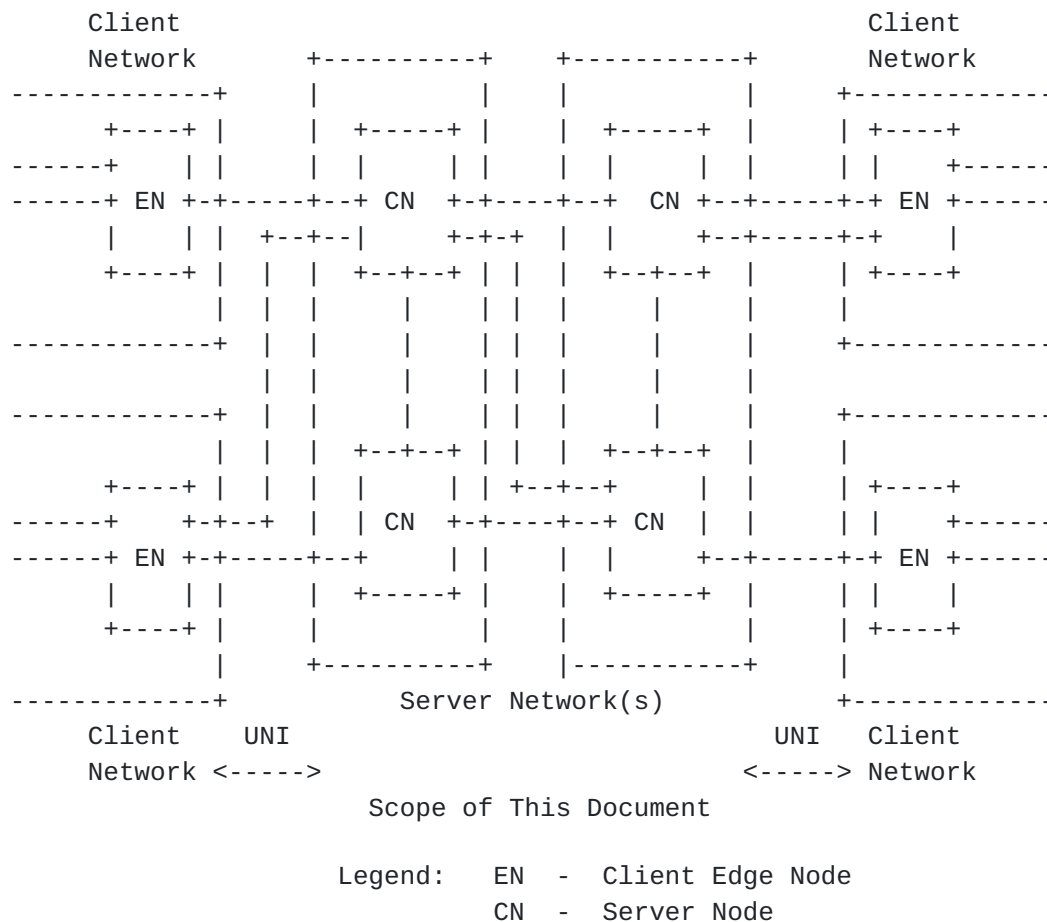 Client Client
Network Network
EN CN CN EN
CN CN
EN EN
Server Network(s)
Client UNI UNI Client
Network <-----> <-----> Network
Scope of This Document
Legend: EN - Client Edge Node
CN - Server Node